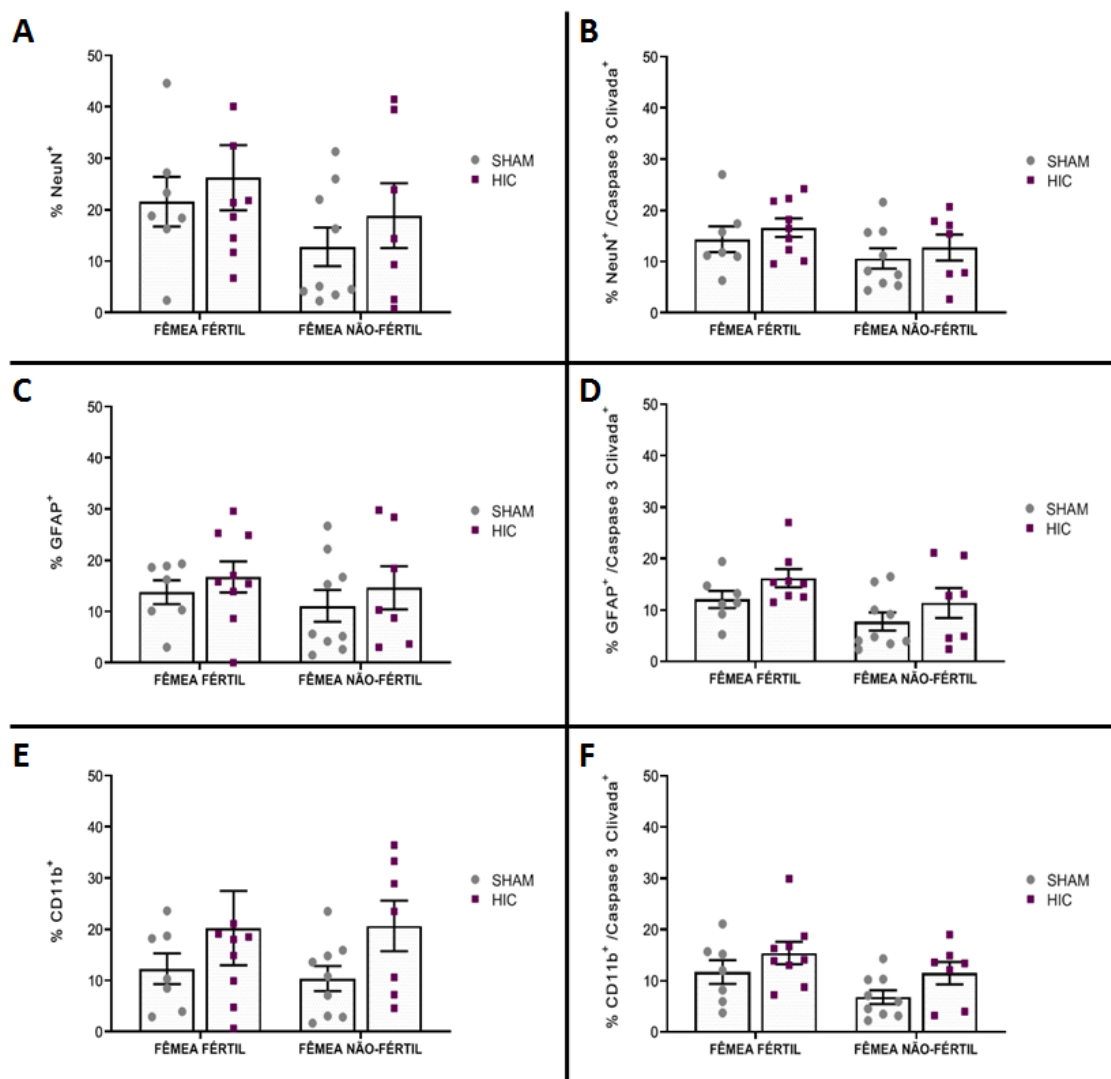 A
50
40
30
20
10
0
% NeuN⁺
FÊMEA FÉRTIL
FÊMEA NÃO-FÉRTIL
SHAM
HIC
B
50
40
30
20
10
0
% NeuN⁺ /Caspase 3 Clivada⁺
FÊMEA FÉRTIL
FÊMEA NÃO-FÉRTIL
SHAM
HIC
C
50
40
30
20
10
0
% GFAP⁺
FÊMEA FÉRTIL
FÊMEA NÃO-FÉRTIL
SHAM
HIC
D
50
40
30
20
10
0
% GFAP⁺ /Caspase 3 Clivada⁺
FÊMEA FÉRTIL
FÊMEA NÃO-FÉRTIL
SHAM
HIC
E
50
40
30
20
10
0
% CD11b⁺
FÊMEA FÉRTIL
FÊMEA NÃO-FÉRTIL
SHAM
HIC
F
50
40
30
20
10
0
% CD11b⁺ /Caspase 3 Clivada⁺
FÊMEA FÉRTIL
FÊMEA NÃO-FÉRTIL
SHAM
HIC